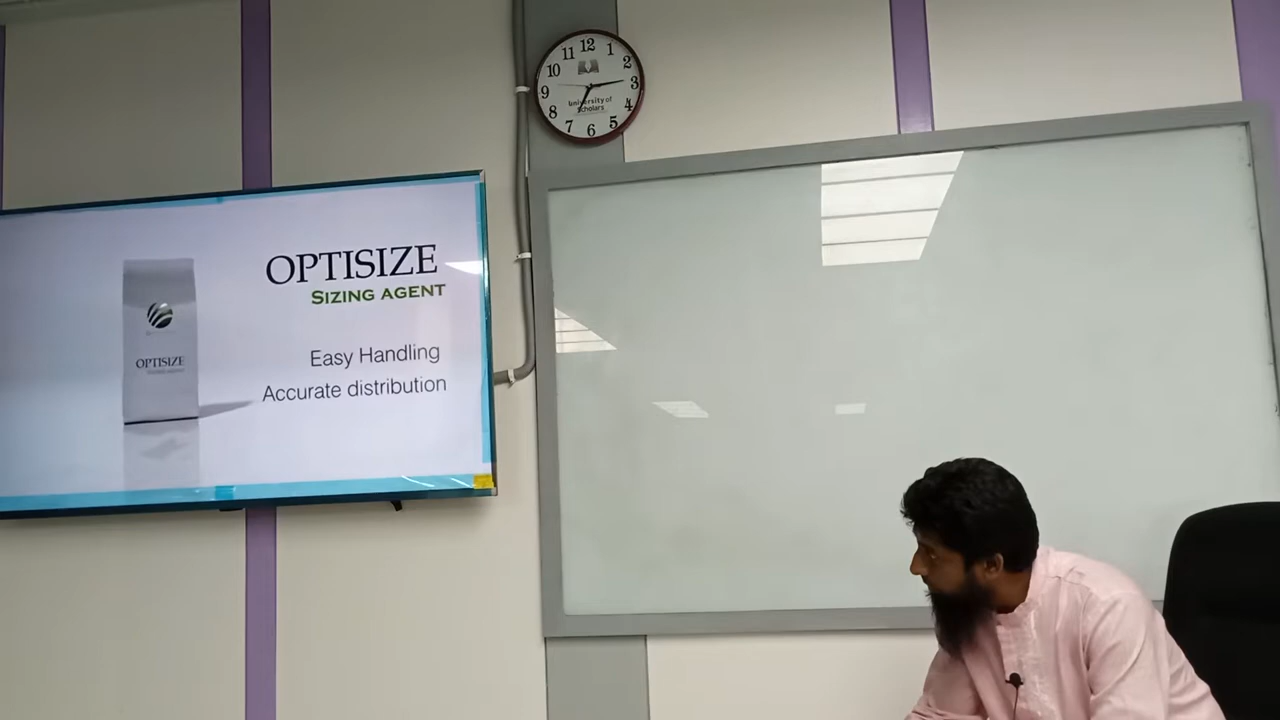 12
11 1
10 2
9 3
8 4
7 5
6
University of
Scholars
OPTISIZE
SIZING AGENT
Easy Handling
Accurate distribution
OPTISIZE